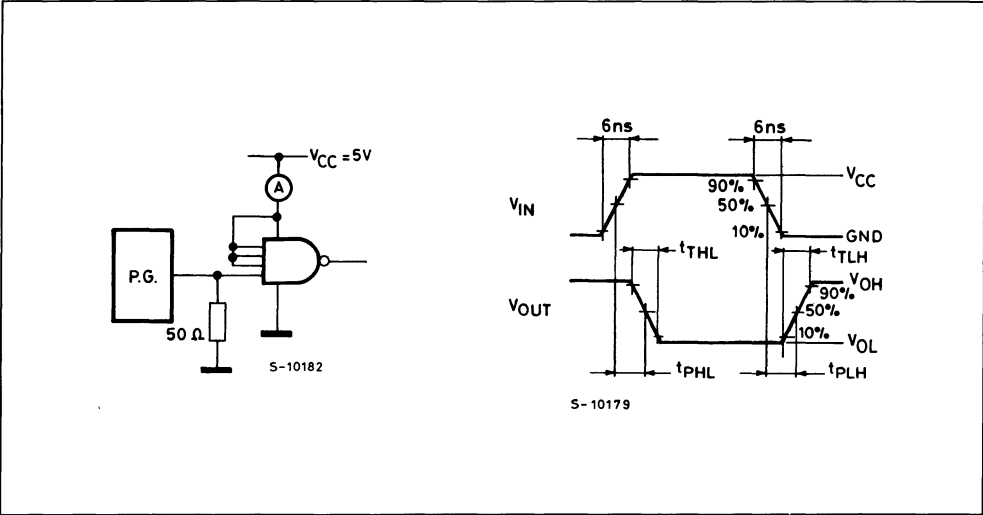 VCC = 5V
A
P.G.
50 Ω
S-10182
6ns
6ns
VIN
90%
50%
10%
VCC
GND
tTHL
tTLH
VOUT
VOH
90%
50%
10%
VOL
tPHL
tPLH
S-10179